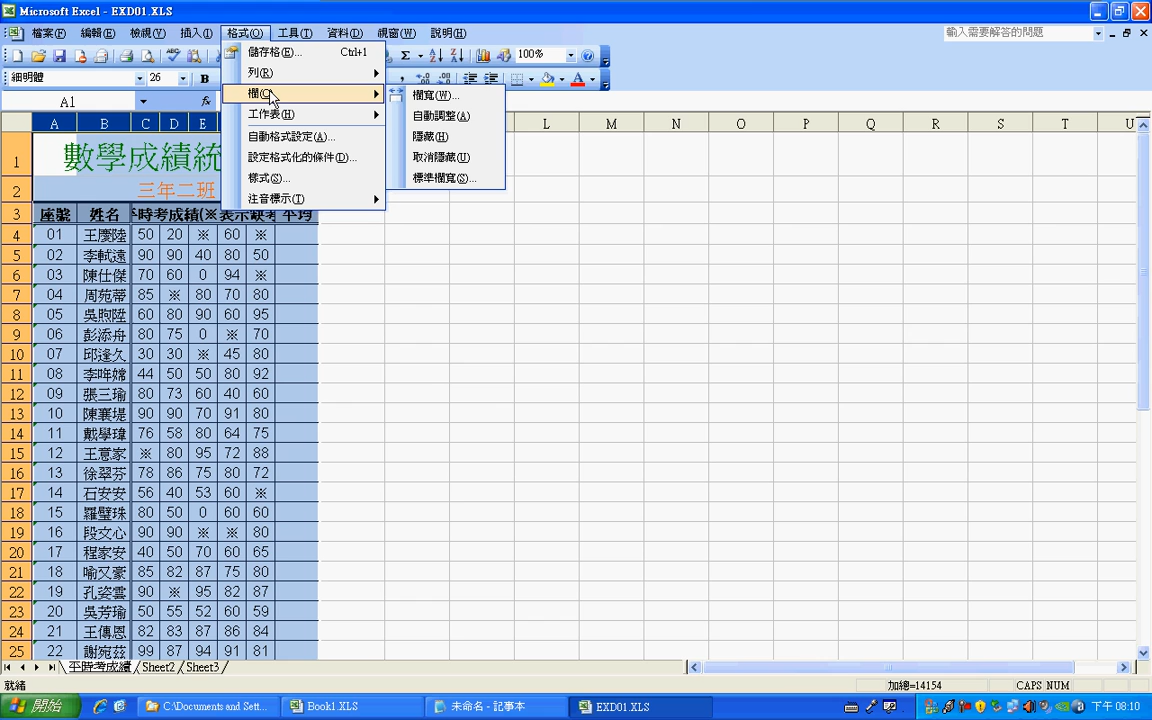 Microsoft Excel - EXD01.XLS
檔案(F) 編輯(E) 檢視(V) 插入(I) 格式(O) 工具(T) 資料(D) 視窗(W) 說明(H) 輸入需要解答的問題
100%
細明體 26 B
A1 fx
儲存格(E)... Ctrl+1
列(R)
欄(C)
工作表(H)
自動格式設定(A)...
設定格式化的條件(D)...
樣式(S)...
注音標示(T)
欄寬(W)...
自動調整(A)
隱藏(H)
取消隱藏(U)
標準欄寬(S)...
A B C D E L M N O P Q R S T U
1 數學成績統
2 三年二班
3 座號 姓名 平時考成績(※表示缺考 平均
4 01 王慶陸 50 20 ※ 60 ※
5 02 李軾遠 90 90 40 80 50
6 03 陳仕傑 70 60 0 94 ※
7 04 周苑蒂 85 ※ 80 70 80
8 05 吳煦陞 60 80 90 60 95
9 06 彭添舟 80 75 0 ※ 70
10 07 邱逢久 30 30 ※ 45 80
11 08 李哖嫦 44 50 50 80 92
12 09 張三瑜 80 73 60 40 60
13 10 陳襄堤 90 90 70 91 80
14 11 戴學瑋 76 58 80 64 75
15 12 王意家 ※ 80 95 72 88
16 13 徐翠芬 78 86 75 80 72
17 14 石安安 56 40 53 60 ※
18 15 羅璧珠 80 50 0 60 60
19 16 段文心 90 90 ※ ※ 80
20 17 程家安 40 50 70 60 65
21 18 喻又豪 85 82 87 75 80
22 19 孔姿雲 90 ※ 95 82 87
23 20 吳芳瑜 50 55 52 60 59
24 21 王傳恩 82 83 87 86 84
25 22 謝宛茲 99 87 94 91 81
平時考成績 Sheet2 Sheet3
就緒 加總=14154 CAPS NUM
開始 C:\Documents and Sett... Book1.XLS 未命名 - 記事本 EXD01.XLS 下午 08:10